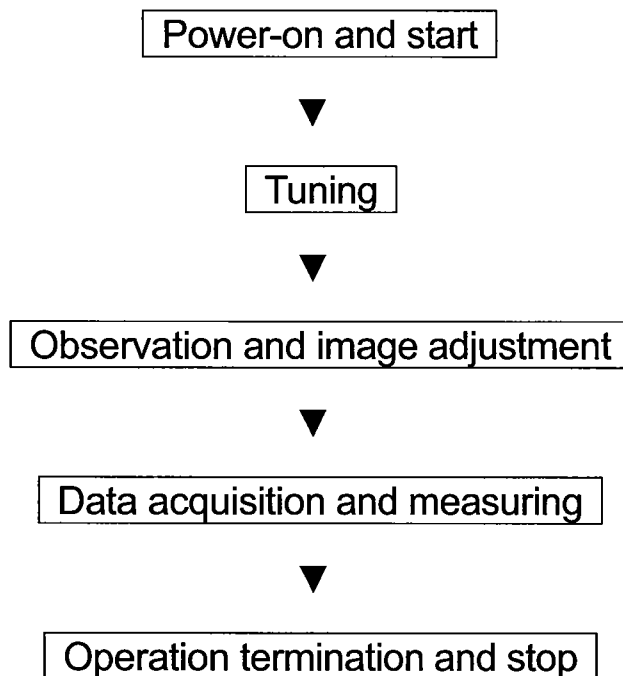 Power-on and start
Tuning
Observation and image adjustment
Data acquisition and measuring
Operation termination and stop